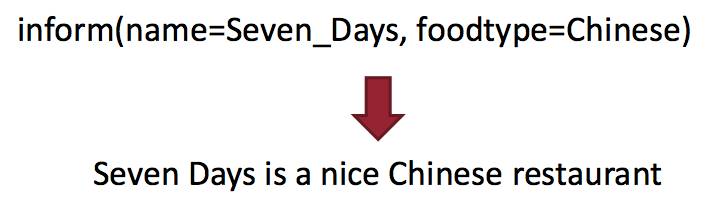 inform(name=Seven_Days, foodtype=Chinese)
Seven Days is a nice Chinese restaurant